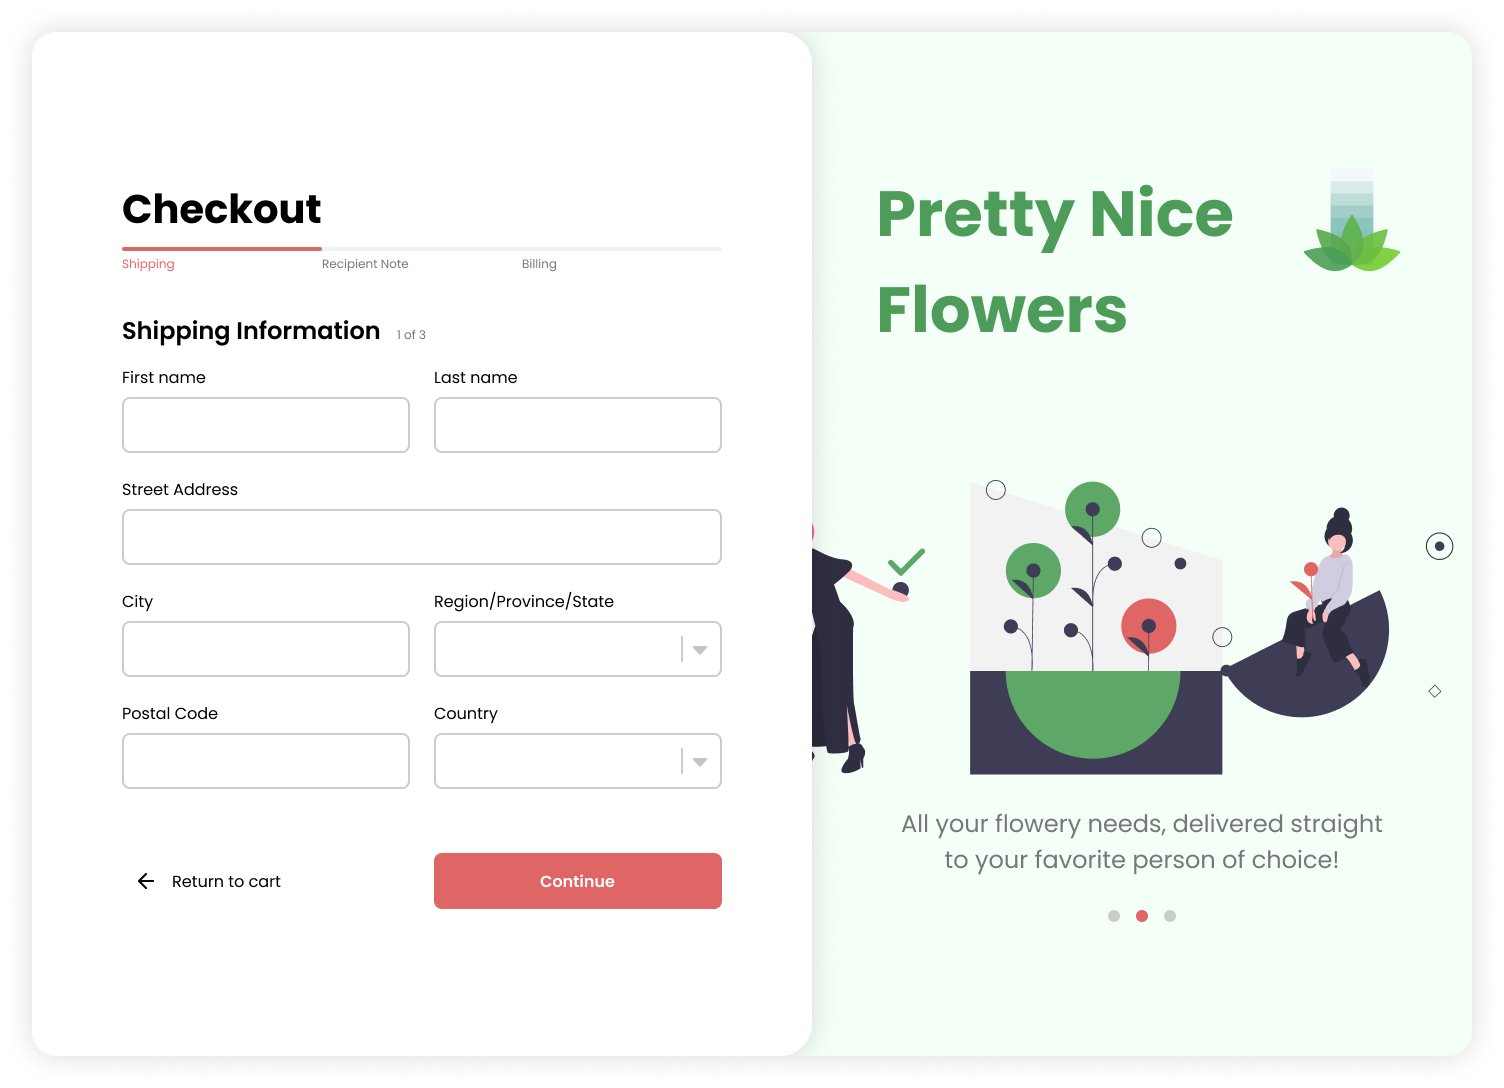 Checkout
Shipping
Recipient Note
Billing
Shipping Information 1 of 3
First name
Last name
Street Address
City
Region/Province/State
Postal Code
Country
Return to cart
Continue
Pretty Nice
Flowers
All your flowery needs, delivered straight
to your favorite person of choice!